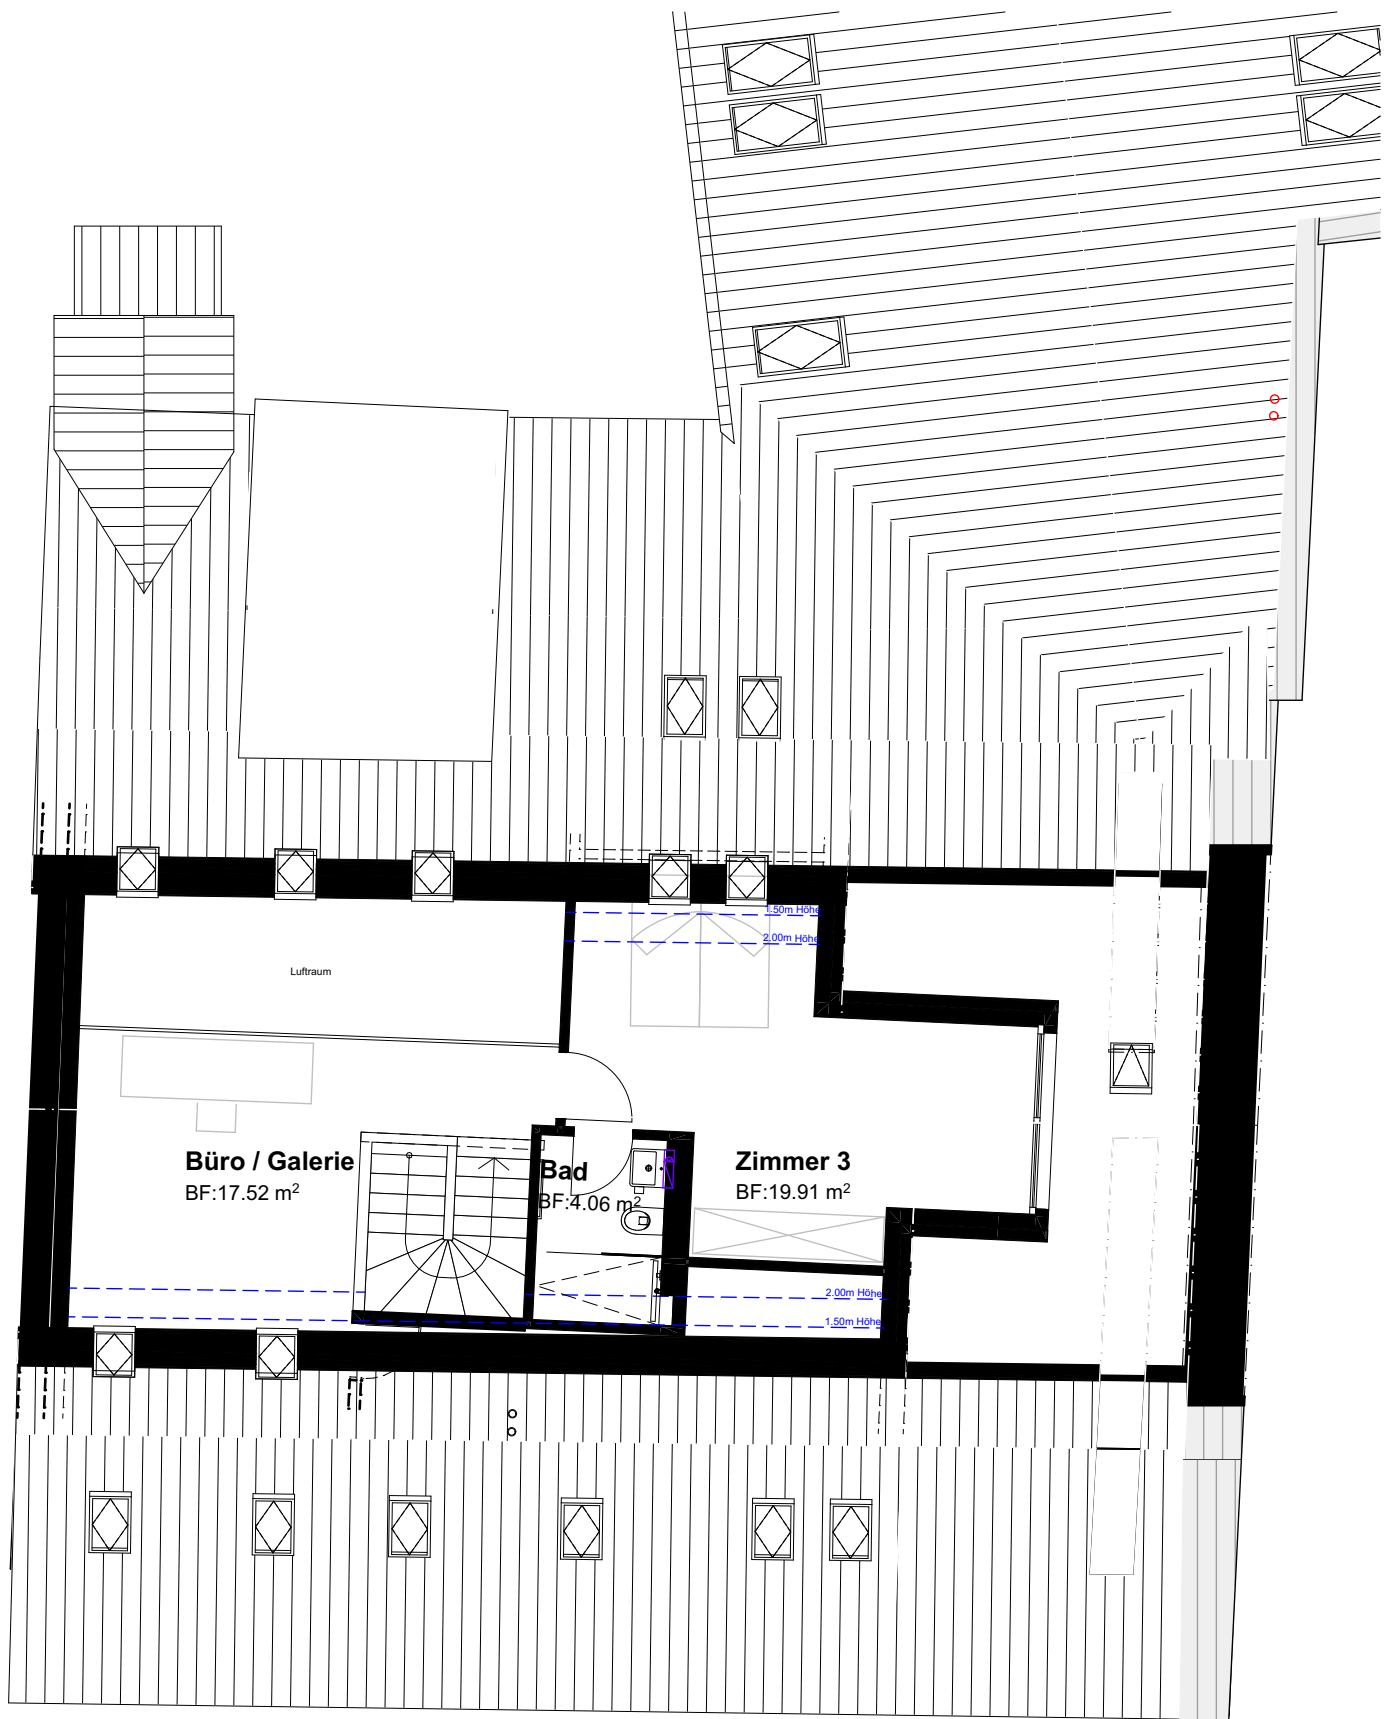 1.50m Höhe
2.00m Höhe
Luftraum
Büro / Galerie
BF:17.52 m²
Bad
BF:4.06 m²
Zimmer 3
BF:19.91 m²
2.00m Höhe
1.50m Höhe